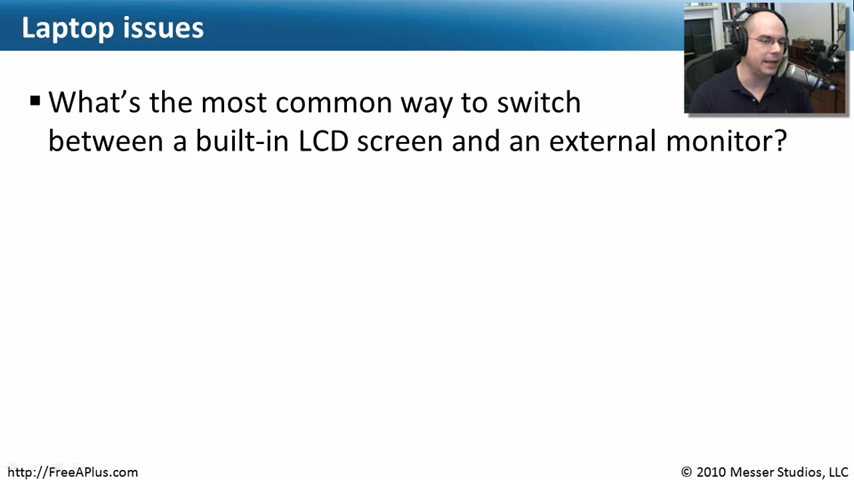 Laptop issues
▪ What's the most common way to switch
between a built-in LCD screen and an external monitor?
http://FreeAPlus.com
© 2010 Messer Studios, LLC